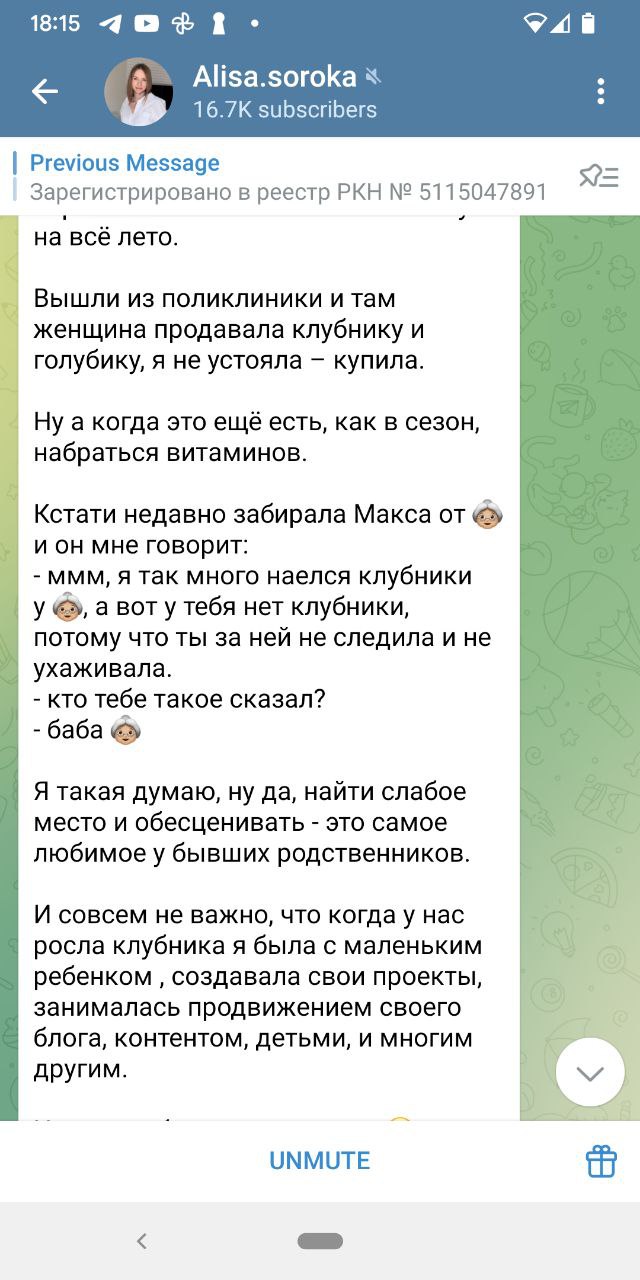 18:15
Alisa.soroka
16.7K subscribers
Previous Message
Зарегистрировано в реестр РКН № 5115047891
на всё лето.
Вышли из поликлиники и там
женщина продавала клубнику и
голубику, я не устояла – купила.
Ну а когда это ещё есть, как в сезон,
набраться витаминов.
Кстати недавно забирала Макса от 👵🏼
и он мне говорит:
- ммм, я так много наелся клубники
у 👵🏼, а вот у тебя нет клубники,
потому что ты за ней не следила и не
ухаживала.
- кто тебе такое сказал?
- баба 👵🏼
Я такая думаю, ну да, найти слабое
место и обесценивать - это самое
любимое у бывших родственников.
И совсем не важно, что когда у нас
росла клубника я была с маленьким
ребенком , создавала свои проекты,
занималась продвижением своего
блога, контентом, детьми, и многим
другим.
UNMUTE